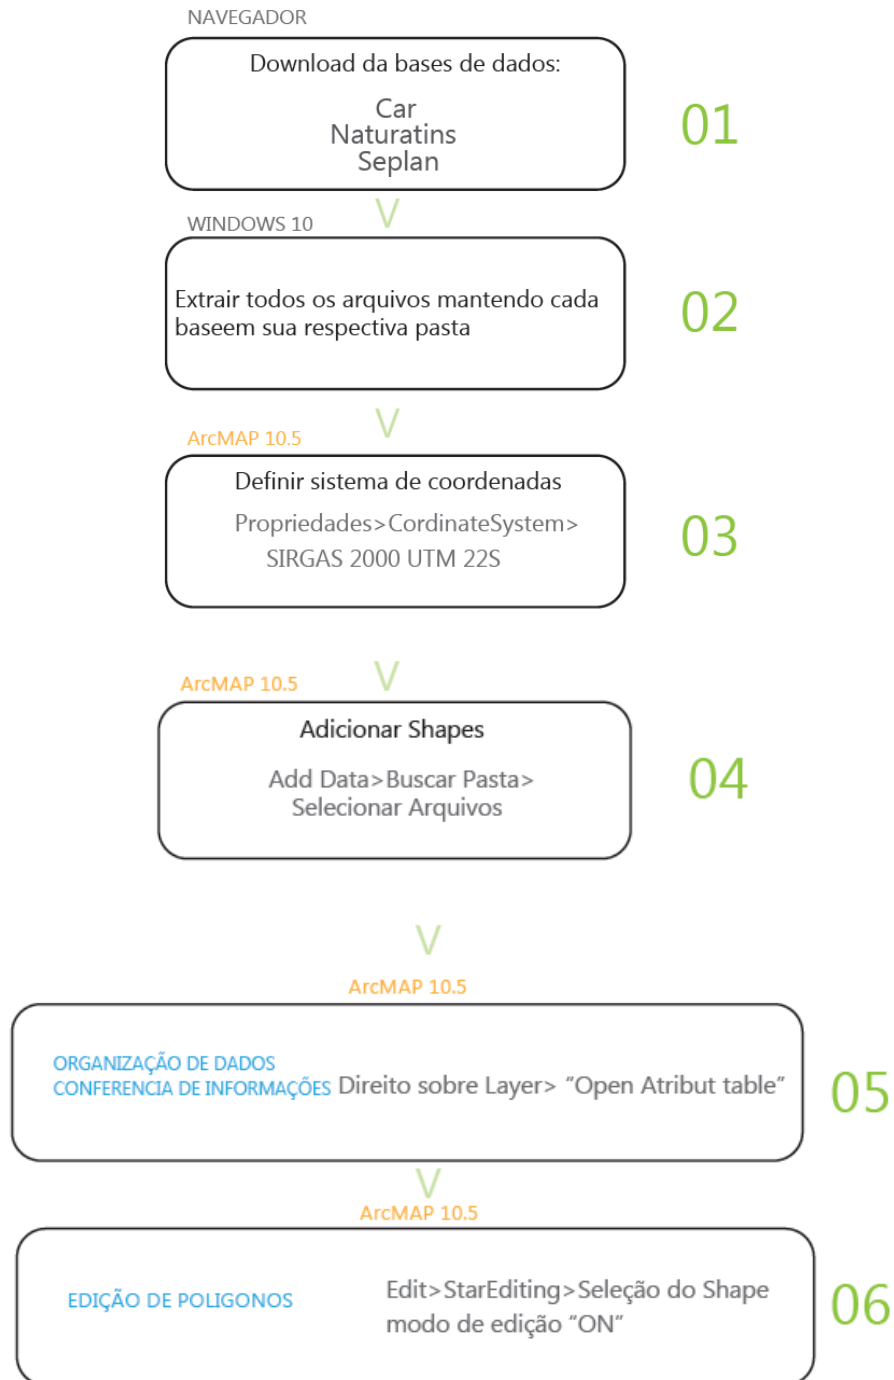 NAVEGADOR
Download da bases de dados:
Car
Naturatins
Seplan
01
V
WINDOWS 10
Extrair todos os arquivos mantendo cada
baseem sua respectiva pasta
02
V
ArcMAP 10.5
Definir sistema de coordenadas
Propriedades>CordinateSystem>
SIRGAS 2000 UTM 22S
03
V
ArcMAP 10.5
Adicionar Shapes
Add Data>Buscar Pasta>
Selecionar Arquivos
04
V
ArcMAP 10.5
ORGANIZAÇÃO DE DADOS
CONFERENCIA DE INFORMAÇÕES Direito sobre Layer> “Open Atribut table”
05
V
ArcMAP 10.5
EDIÇÃO DE POLIGONOS
Edit>StarEditing>Seleção do Shape
modo de edição “ON”
06